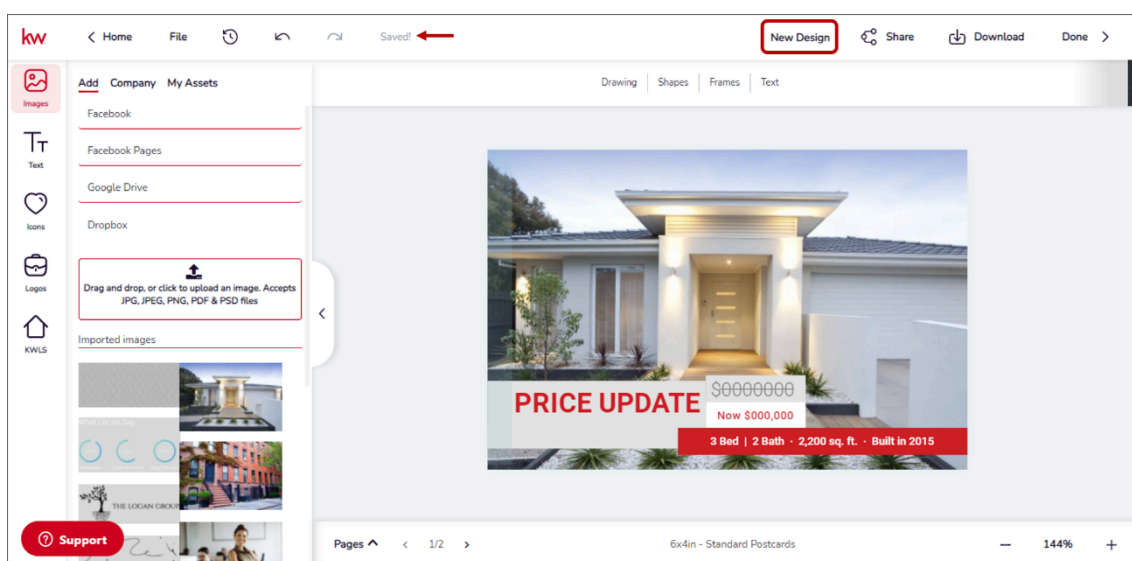 kw
Home
File
Saved!
New Design
Share
Download
Done
Images
Text
Icons
Logos
KWLS
Add
Company
My Assets
Facebook
Facebook Pages
Google Drive
Dropbox
Drag and drop, or click to upload an image. Accepts
JPG, JPEG, PNG, PDF & PSD files
Imported images
What Locals Say
THE LOGAN GROUP
Support
Drawing
Shapes
Frames
Text
PRICE UPDATE
$0000000
Now $000,000
3 Bed | 2 Bath · 2,200 sq. ft. · Built in 2015
Pages
1/2
6x4in - Standard Postcards
144%